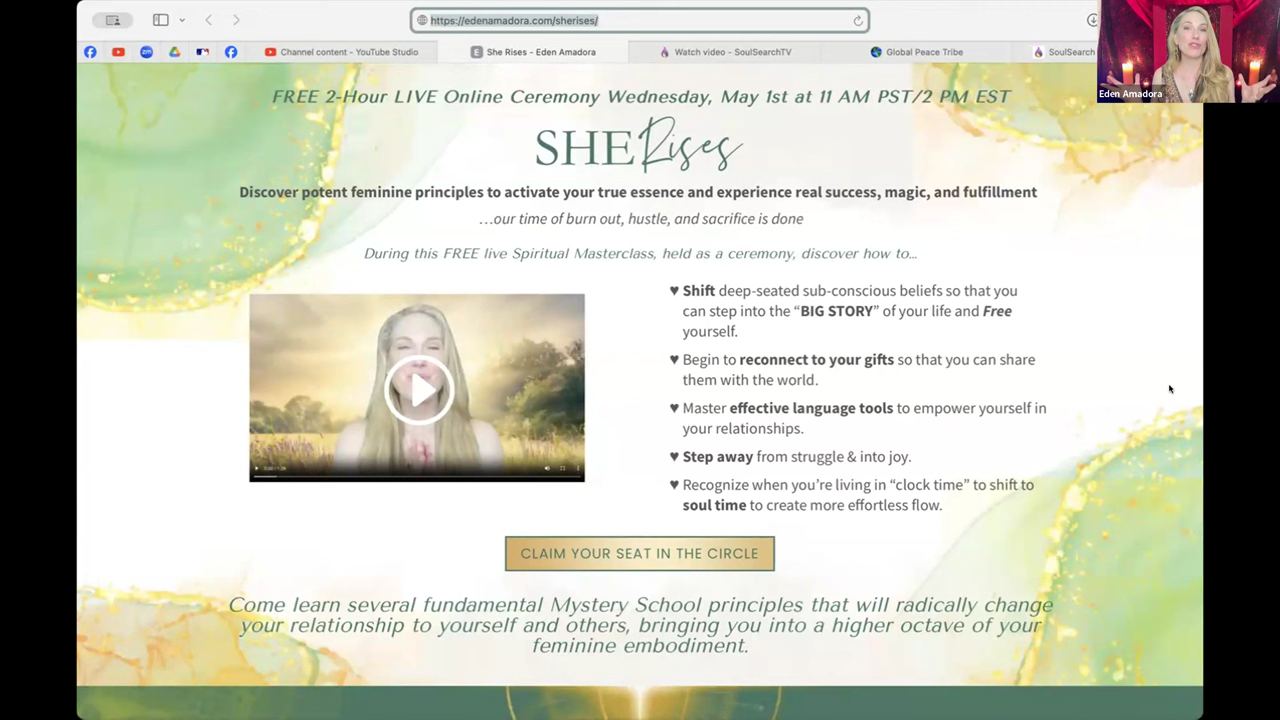 https://edenamadora.com/sherises/
Channel content - YouTube Studio
She Rises - Eden Amadora
Watch video - SoulSearchTV
Global Peace Tribe
SoulSearch
Eden Amadora
FREE 2-Hour LIVE Online Ceremony Wednesday, May 1st at 11 AM PST/2 PM EST
SHE Rises
Discover potent feminine principles to activate your true essence and experience real success, magic, and fulfillment
...our time of burn out, hustle, and sacrifice is done
During this FREE live Spiritual Masterclass, held as a ceremony, discover how to...
♥ Shift deep-seated sub-conscious beliefs so that you
can step into the “BIG STORY” of your life and Free
yourself.
♥ Begin to reconnect to your gifts so that you can share
them with the world.
♥ Master effective language tools to empower yourself in
your relationships.
♥ Step away from struggle & into joy.
♥ Recognize when you’re living in “clock time” to shift to
soul time to create more effortless flow.
CLAIM YOUR SEAT IN THE CIRCLE
Come learn several fundamental Mystery School principles that will radically change
your relationship to yourself and others, bringing you into a higher octave of your
feminine embodiment.